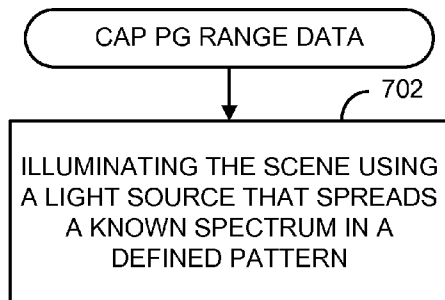 CAP PG RANGE DATA
702
ILLUMINATING THE SCENE USING
A LIGHT SOURCE THAT SPREADS
A KNOWN SPECTRUM IN A
DEFINED PATTERN